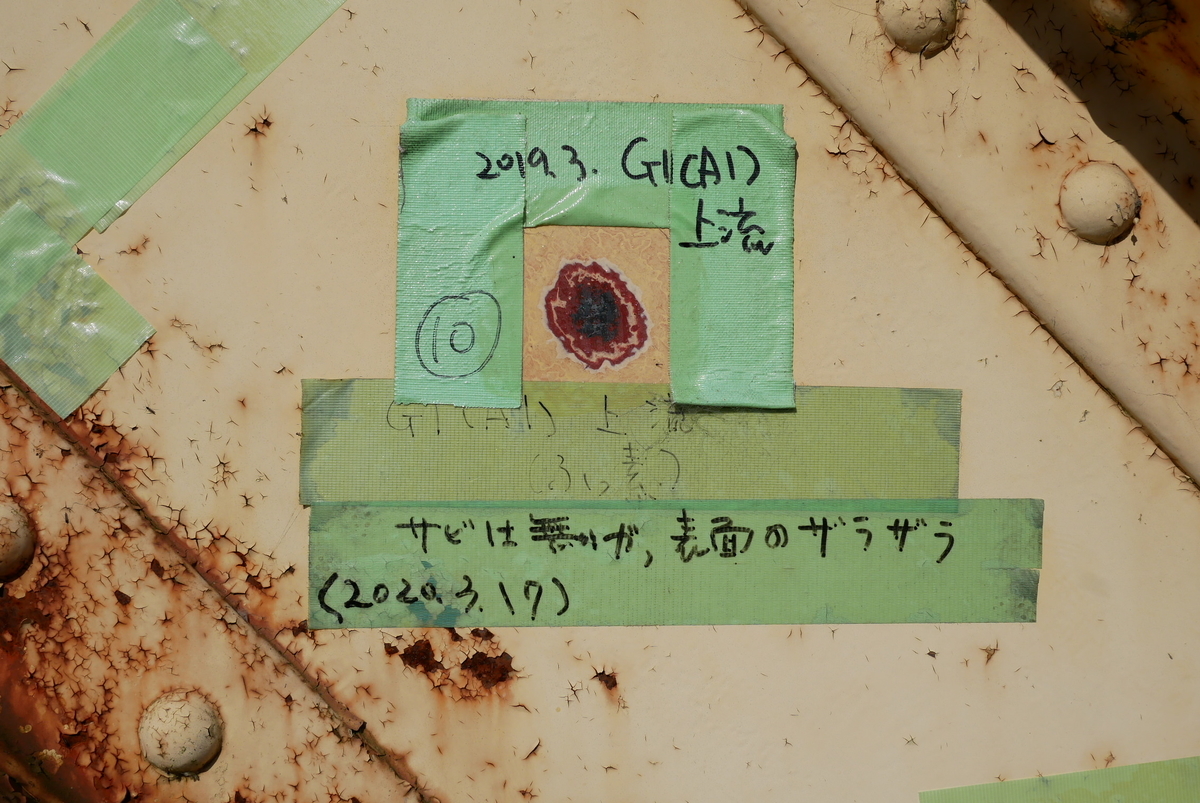 2019.3. G1(A1)
上流
10
G1(A1) 上流
サビは無いが, 表面のザラザラ
(2020.3.17)